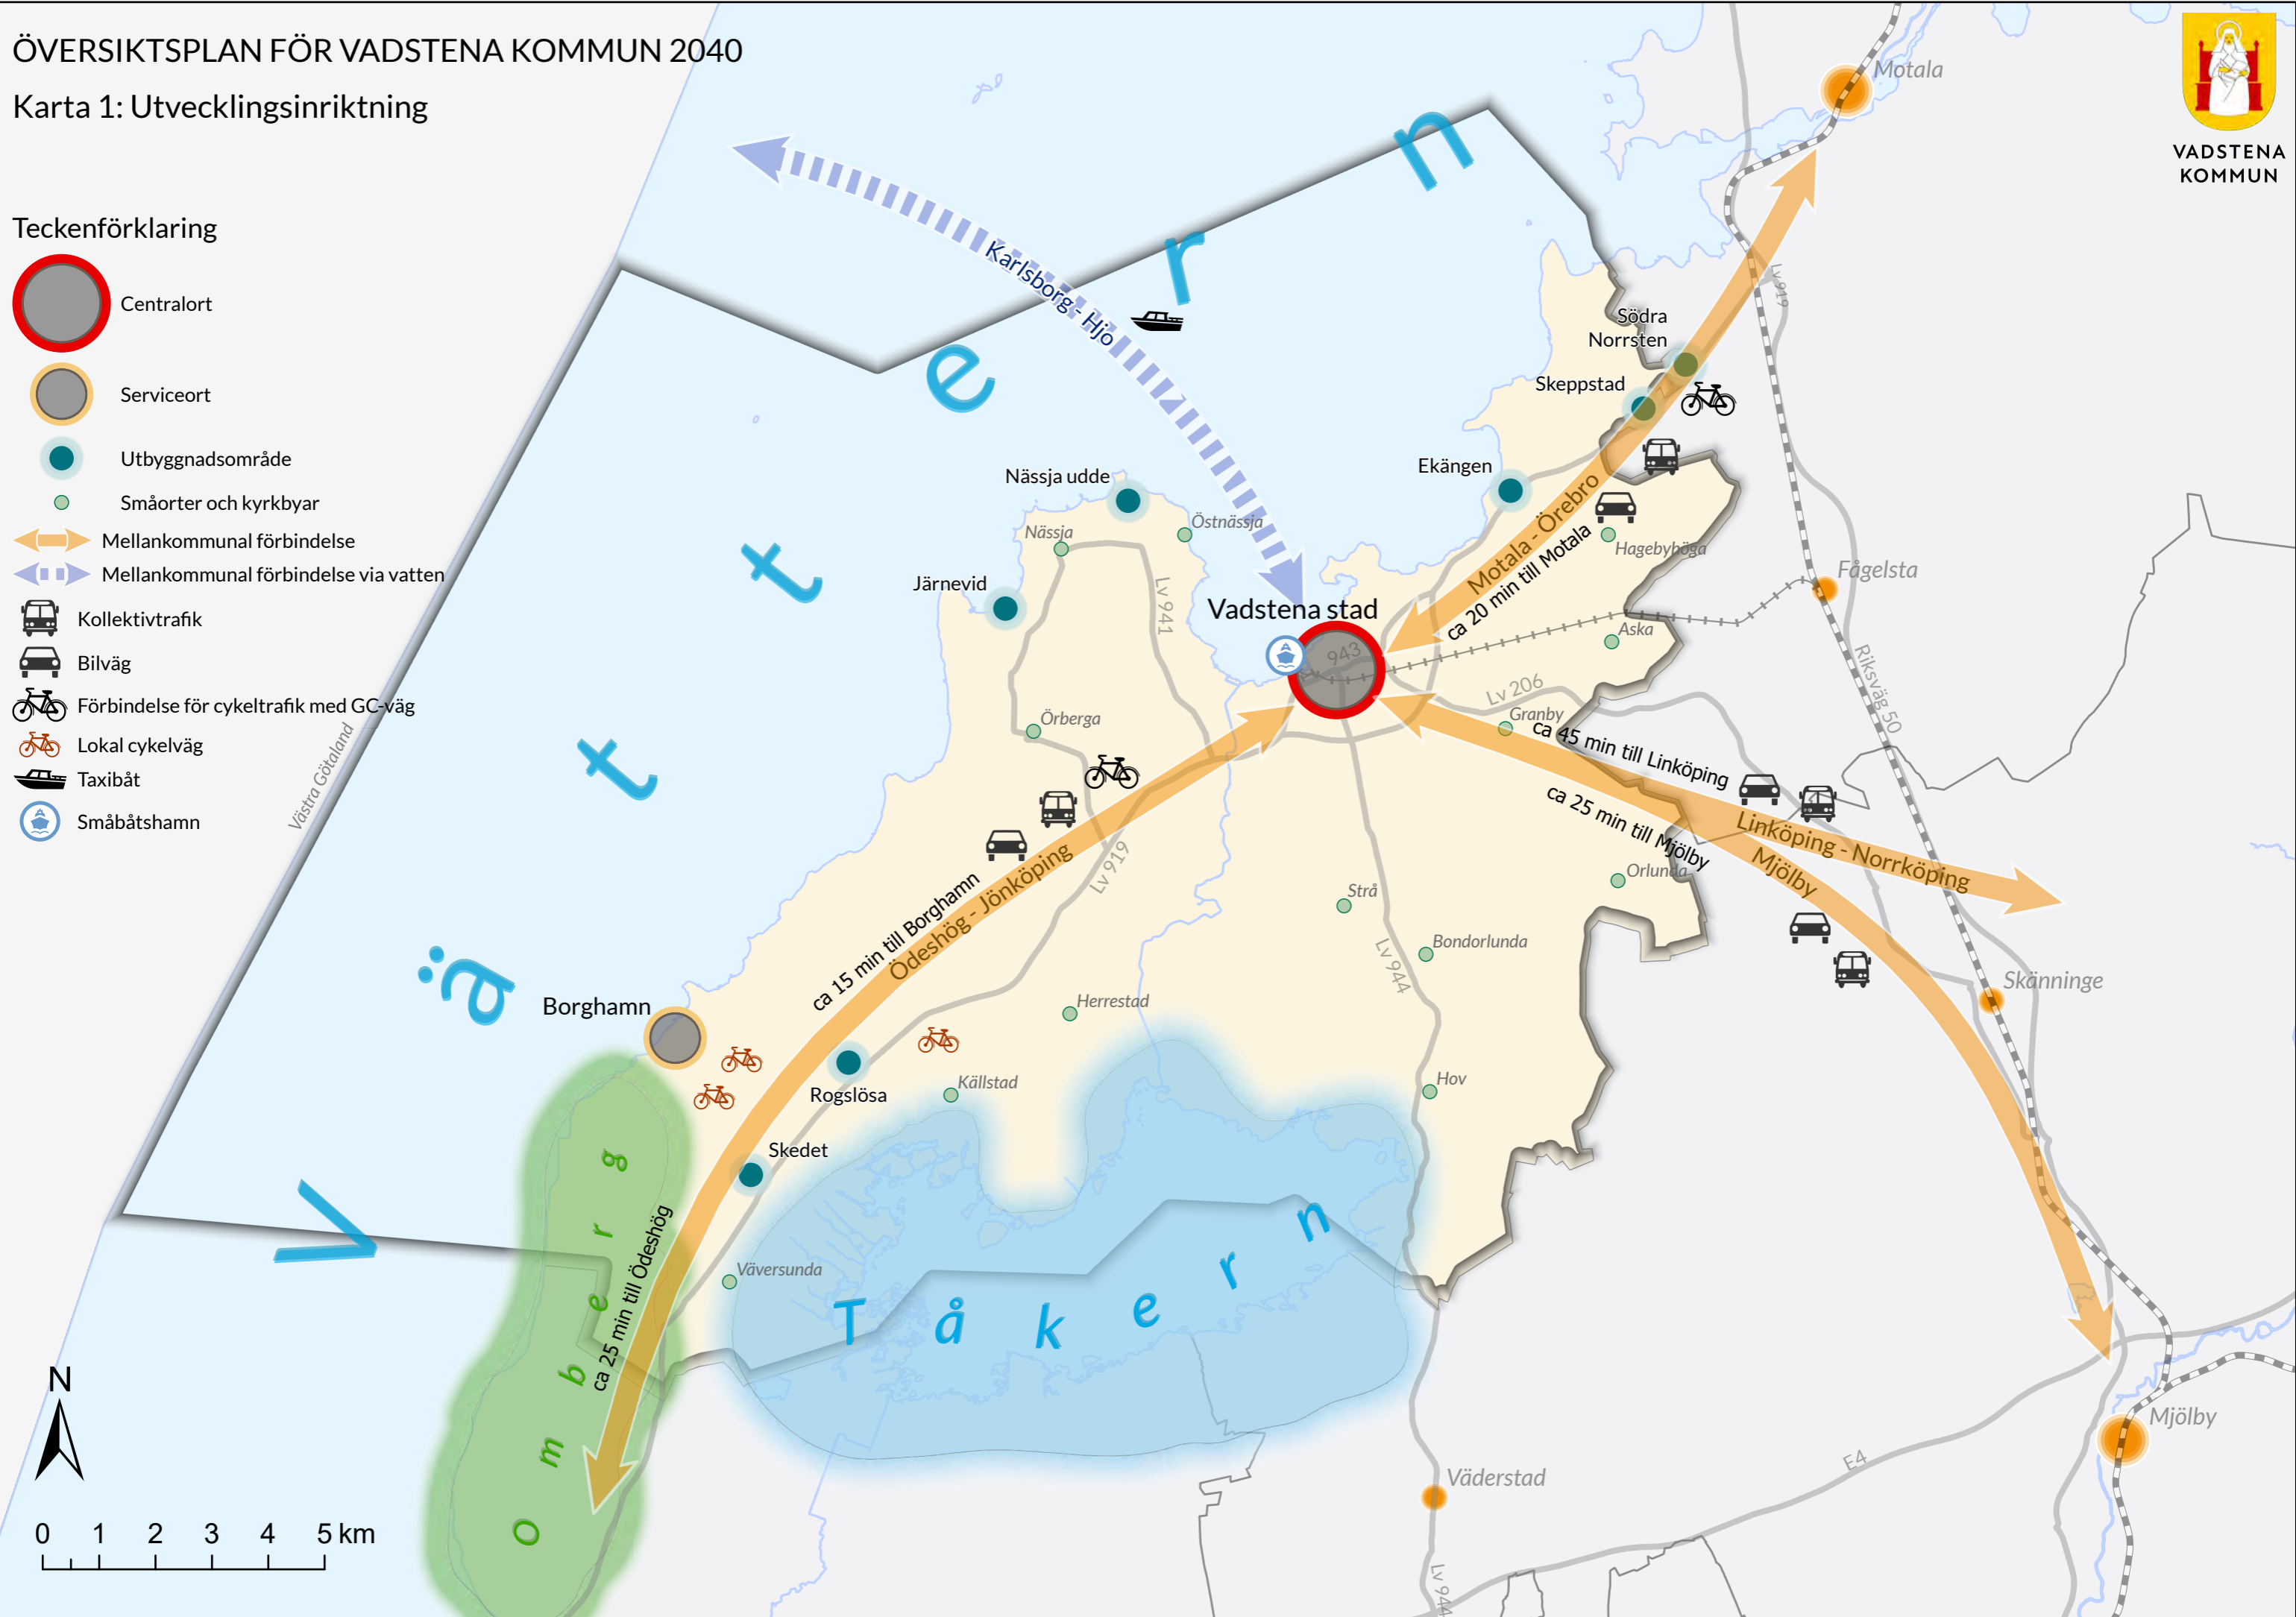 ÖVERSIKTSPLAN FÖR VADSTENA KOMMUN 2040
Karta 1: Utvecklingsinriktning
VADSTENA
KOMMUN
Teckenförklaring
Centralort
Serviceort
Utbyggnadsområde
Småorter och kyrkbyar
Mellankommunal förbindelse
Mellankommunal förbindelse via vatten
Kollektivtrafik
Bilväg
Förbindelse för cykeltrafik med GC-väg
Lokal cykelväg
Taxibåt
Småbåtshamn
Västra Götaland
Vättern
Karlsborg - Hjo
Motala
Lv 919
Södra
Norrsten
Skeppstad
Ekängen
Nässja udde
Nässja
Östnässja
Järnevid
Lv 941
Motala - Örebro
ca 20 min till Motala
Hagebyhöga
Fågelsta
Vadstena stad
943
Aska
Riksväg 50
Lv 206
Granby
Örberga
ca 45 min till Linköping
Linköping - Norrköping
ca 25 min till Mjölby
Mjölby
Lv 919
ca 15 min till Borghamn
Ödeshög - Jönköping
Orlunda
Strå
Bondorlunda
Lv 944
Skänninge
Borghamn
Herrestad
Rogslösa
Källstad
Hov
Skedet
Väversunda
ca 25 min till Ödeshög
Omberg
Tåkern
Mjölby
Väderstad
E4
Lv 944
N
0 1 2 3 4 5 km